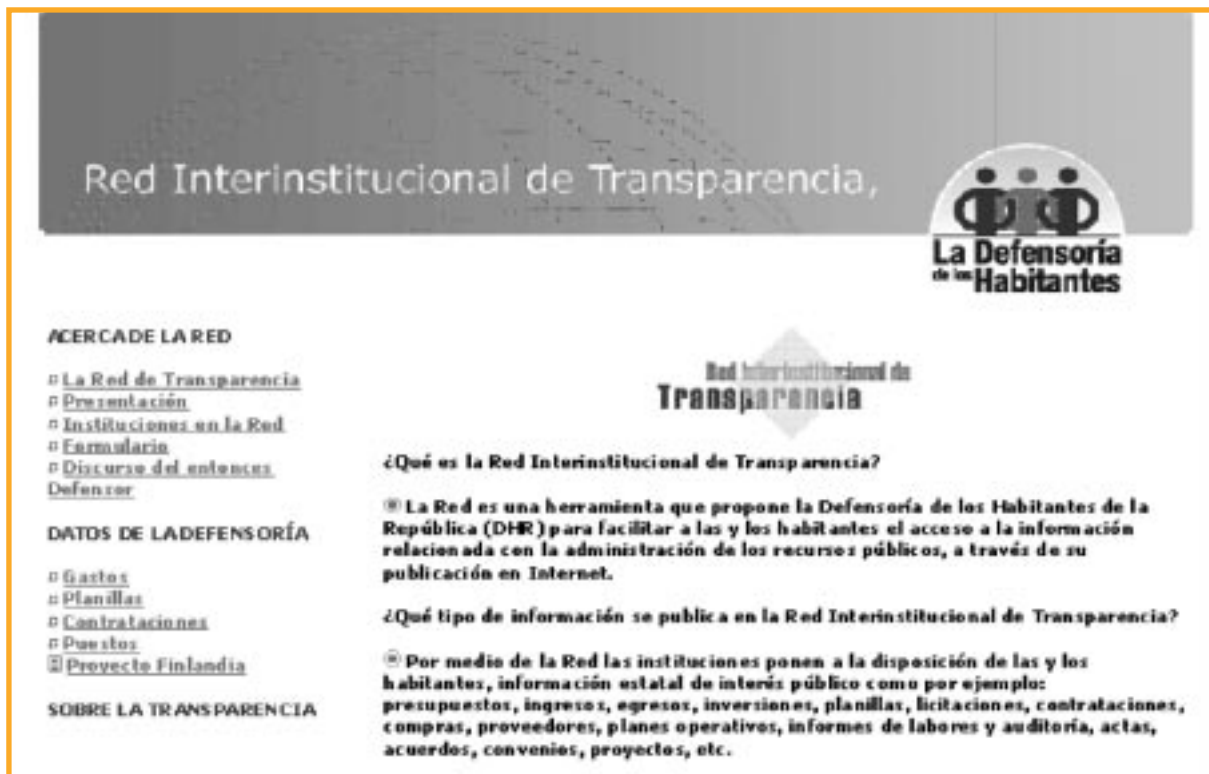 Red Interinstitucional de Transparencia,
La Defensoría
de los Habitantes
ACERCA DE LA RED
La Red de Transparencia
Presentación
Instituciones en la Red
Formulario
Discurso del entonces
Defensor
DATOS DE LA DEFENSORÍA
Gastos
Planillas
Contrataciones
Puestos
Proyecto Finlandia
SOBRE LA TRANSPARENCIA
Red Interinstitucional de
Transparencia
¿Qué es la Red Interinstitucional de Transparencia?
La Red es una herramienta que propone la Defensoría de los Habitantes de la
República (DHR) para facilitar a las y los habitantes el acceso a la información
relacionada con la administración de los recursos públicos, a través de su
publicación en Internet.
¿Qué tipo de información se publica en la Red Interinstitucional de Transparencia?
Por medio de la Red las instituciones ponen a la disposición de las y los
habitantes, información estatal de interés público como por ejemplo:
presupuestos, ingresos, egresos, inversiones, planillas, licitaciones, contrataciones,
compras, proveedores, planes operativos, informes de labores y auditoría, actas,
acuerdos, convenios, proyectos, etc.